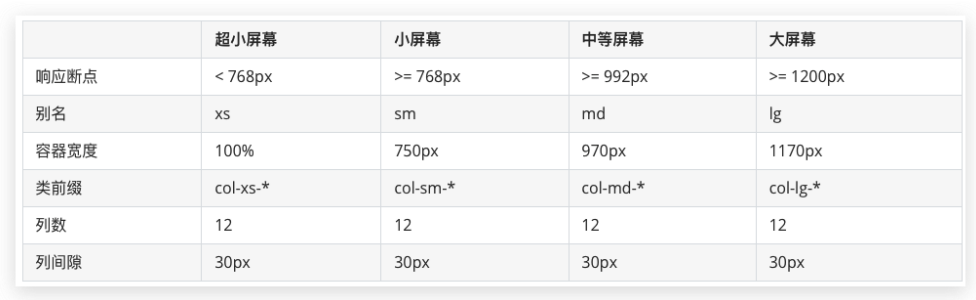 超小屏幕 小屏幕 中等屏幕 大屏幕
响应断点 < 768px >= 768px >= 992px >= 1200px
别名 xs sm md lg
容器宽度 100% 750px 970px 1170px
类前缀 col-xs-* col-sm-* col-md-* col-lg-*
列数 12 12 12 12
列间隙 30px 30px 30px 30px